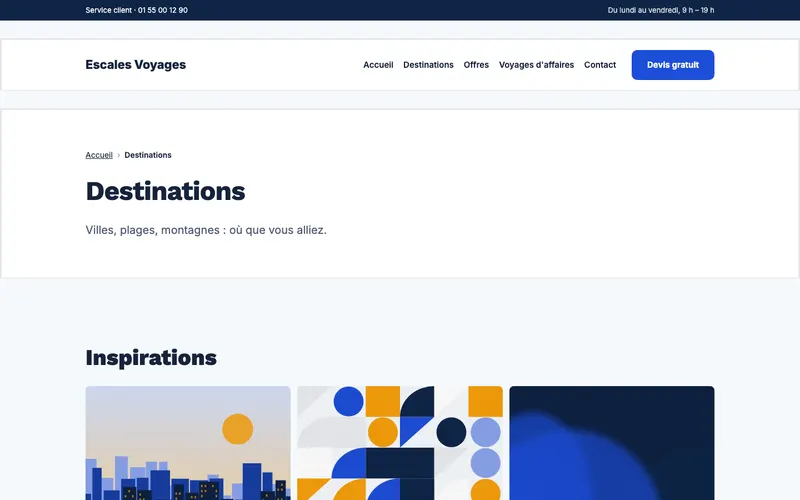 Service client · 01 55 00 12 90
Du lundi au vendredi, 9 h – 19 h
Escales Voyages
Accueil
Destinations
Offres
Voyages d'affaires
Contact
Devis gratuit
Accueil › Destinations
Destinations
Villes, plages, montagnes : où que vous alliez.
Inspirations